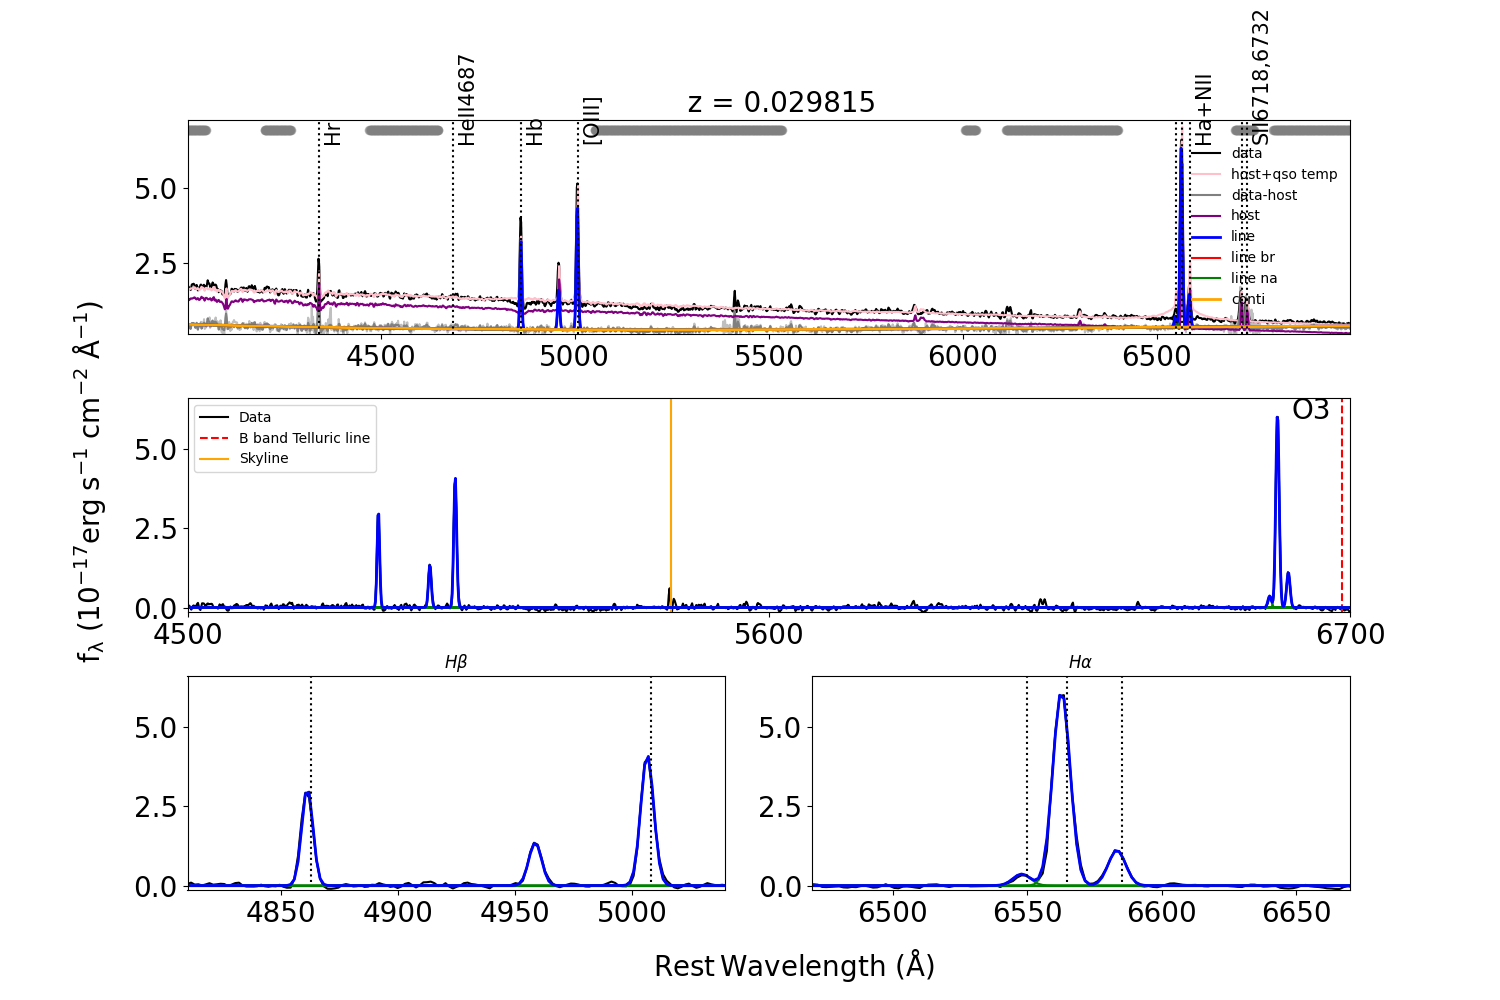 z = 0.029815
Hr
HeII4687
Hb
[OIII]
Ha+NII
SII6718,6732
data
host+qso temp
data-host
host
line
line br
line na
conti
5.0
2.5
4500 5000 5500 6000 6500
Data
B band Telluric line
Skyline
O3
5.0
2.5
0.0
4500 5600 6700
fλ (10⁻¹⁷erg s⁻¹ cm⁻² Å⁻¹)
Hβ
5.0
2.5
0.0
4850 4900 4950 5000
Hα
5.0
2.5
0.0
6500 6550 6600 6650
Rest Wavelength (Å)